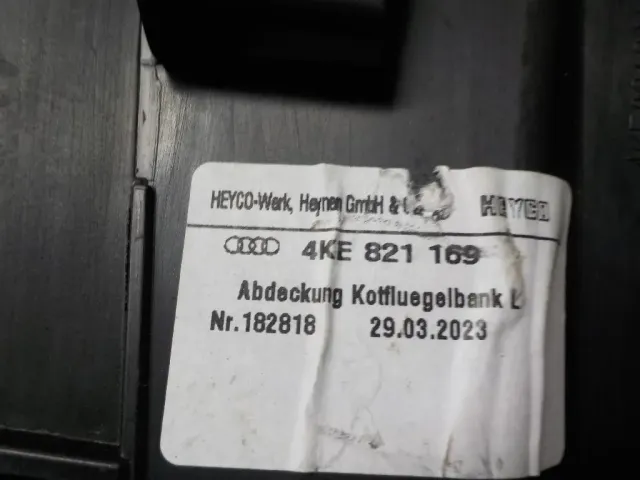 HEYCO-Werk, Heynen GmbH & HEYCO
4KE 821 169
Abdeckung Kotfluegelbank L
Nr.182818 29.03.2023